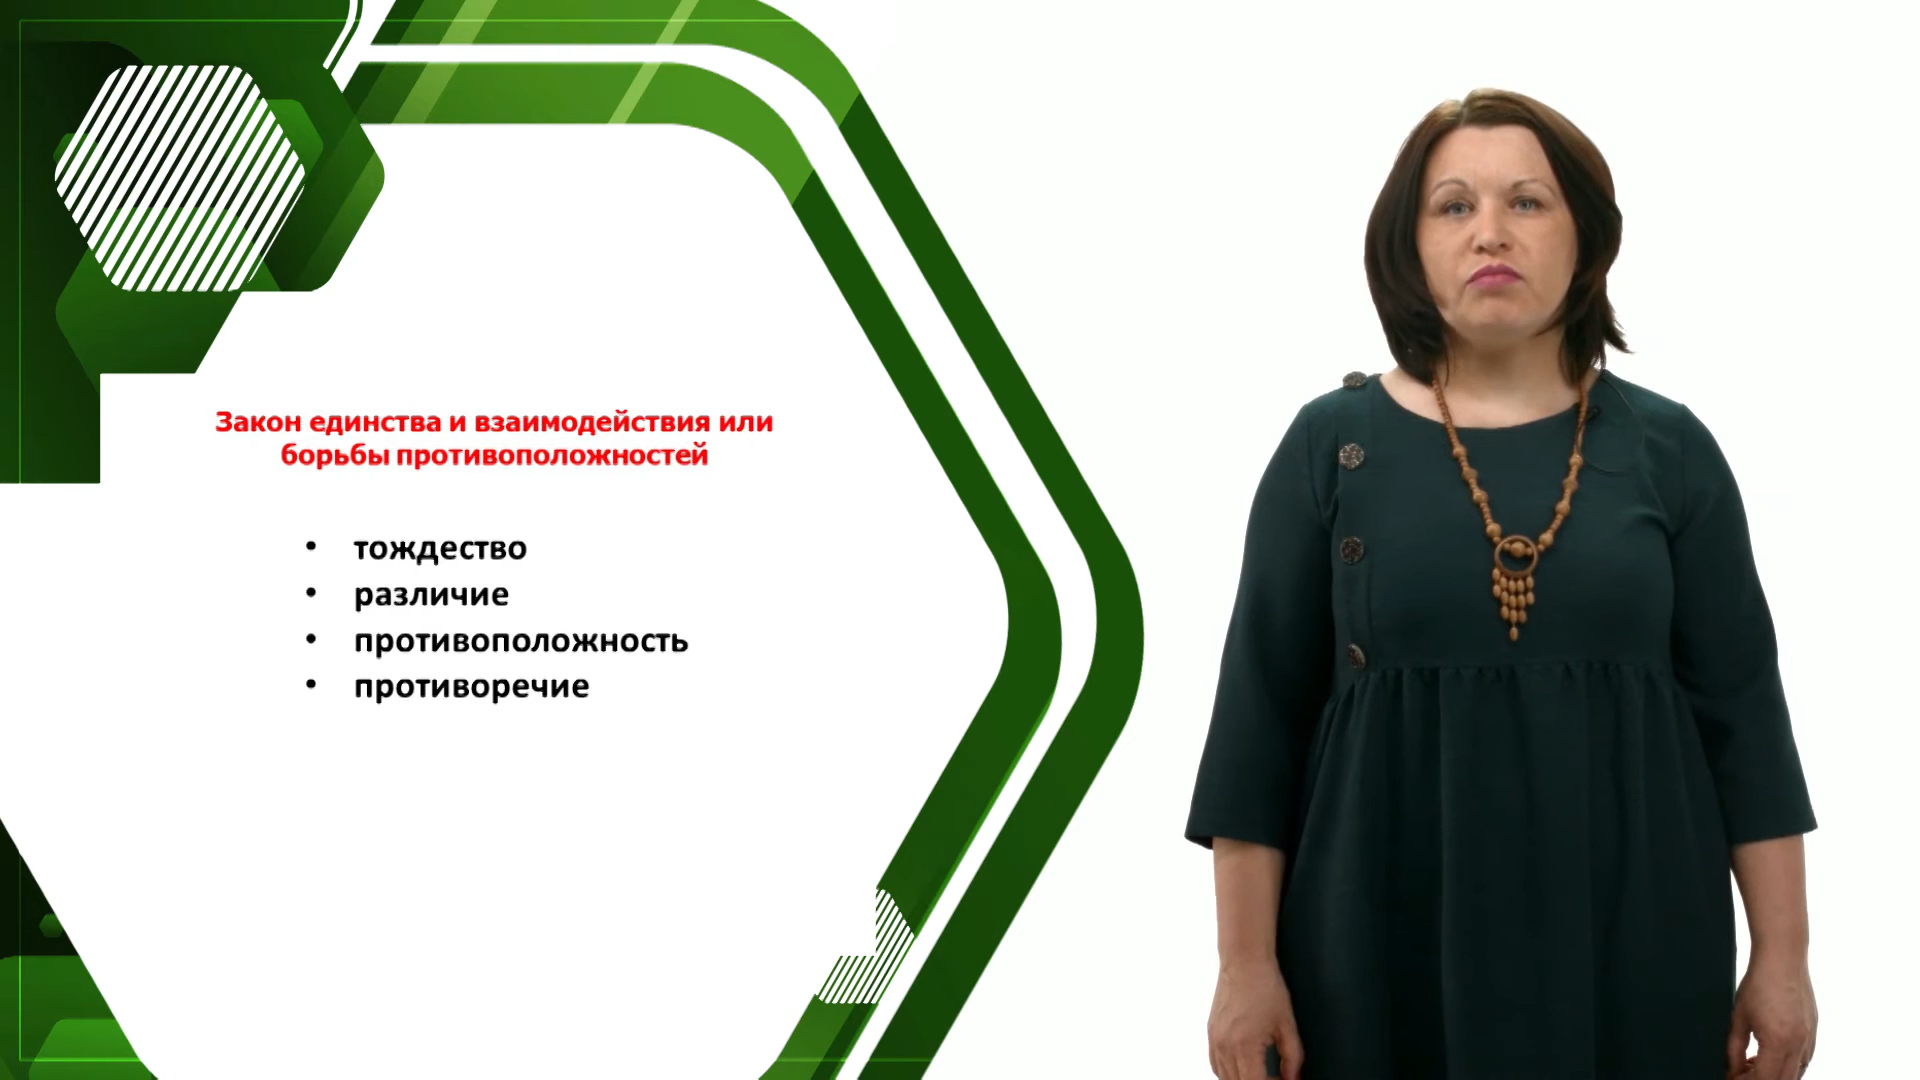 Закон единства и взаимодействия или
борьбы противоположностей
• тождество
• различие
• противоположность
• противоречие